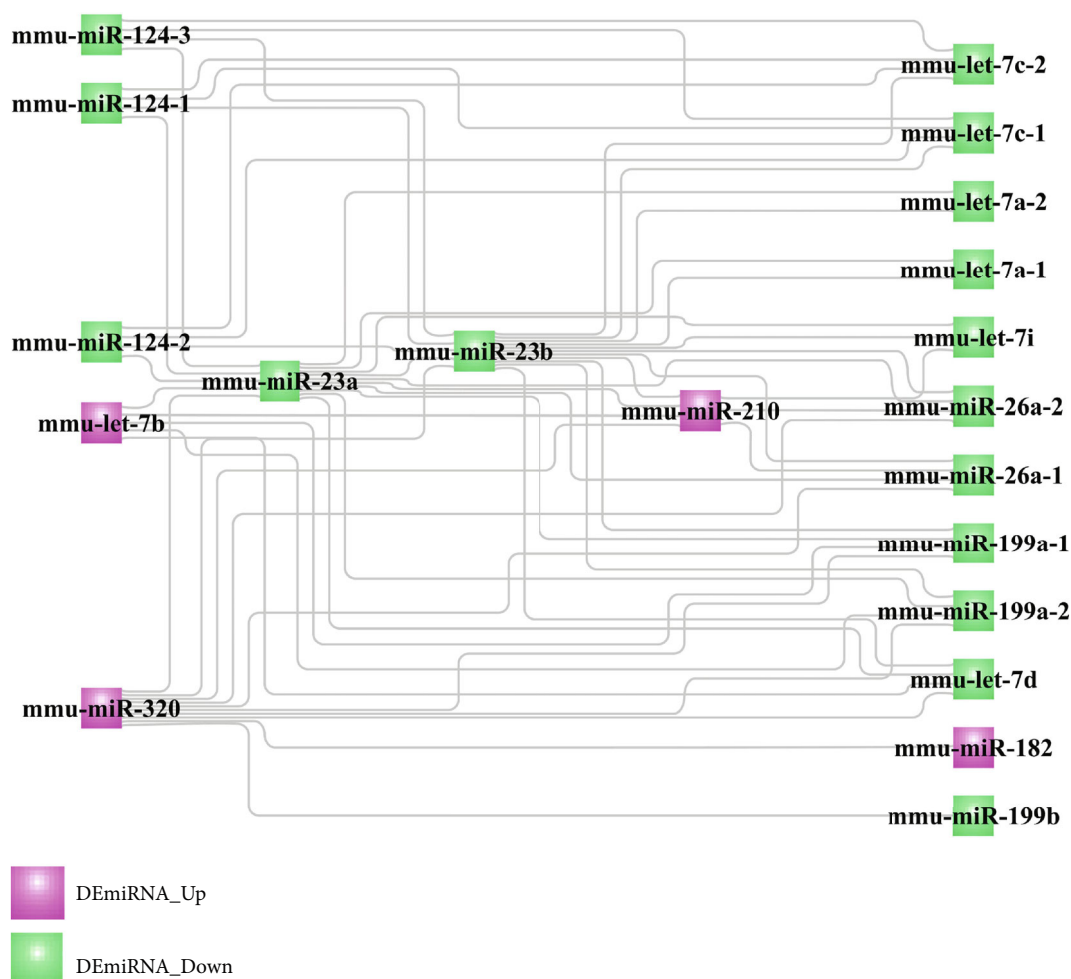 mmu-miR-124-3
mmu-let-7c-2
mmu-miR-124-1
mmu-let-7c-1
mmu-let-7a-2
mmu-let-7a-1
mmu-let-7i
mmu-miR-124-2
mmu-miR-23b
mmu-miR-23a
mmu-miR-26a-2
mmu-miR-210
mmu-let-7b
mmu-miR-26a-1
mmu-miR-199a-1
mmu-miR-199a-2
mmu-let-7d
mmu-miR-320
mmu-miR-182
mmu-miR-199b
DEmiRNA_Up
DEmiRNA_Down